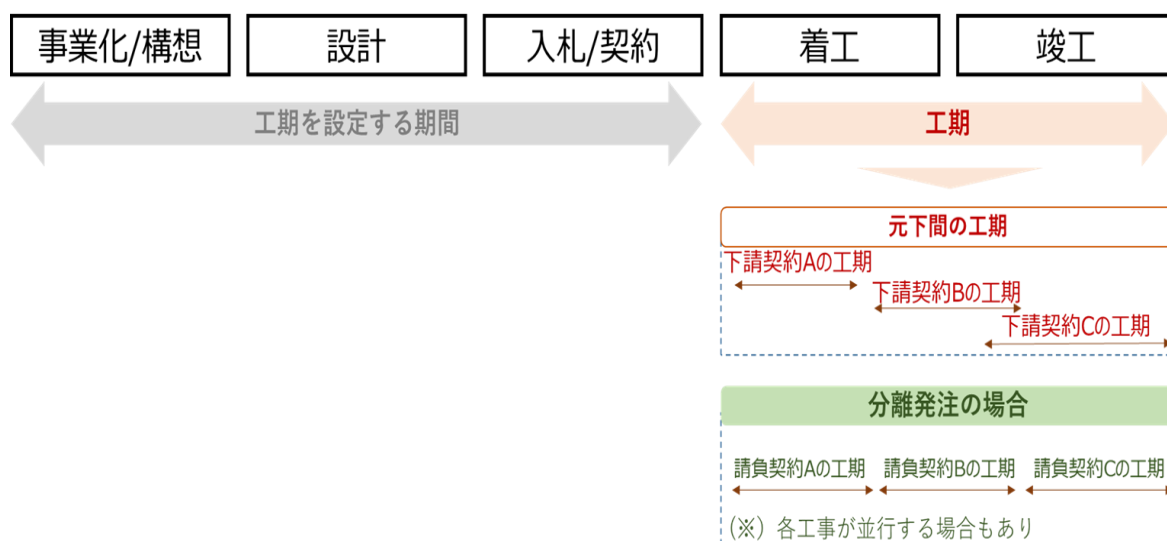 事業化/構想
設計
入札/契約
着工
竣工
工期を設定する期間
工期
元下間の工期
下請契約Aの工期
下請契約Bの工期
下請契約Cの工期
分離発注の場合
請負契約Aの工期
請負契約Bの工期
請負契約Cの工期
(※) 各工事が並行する場合もあり